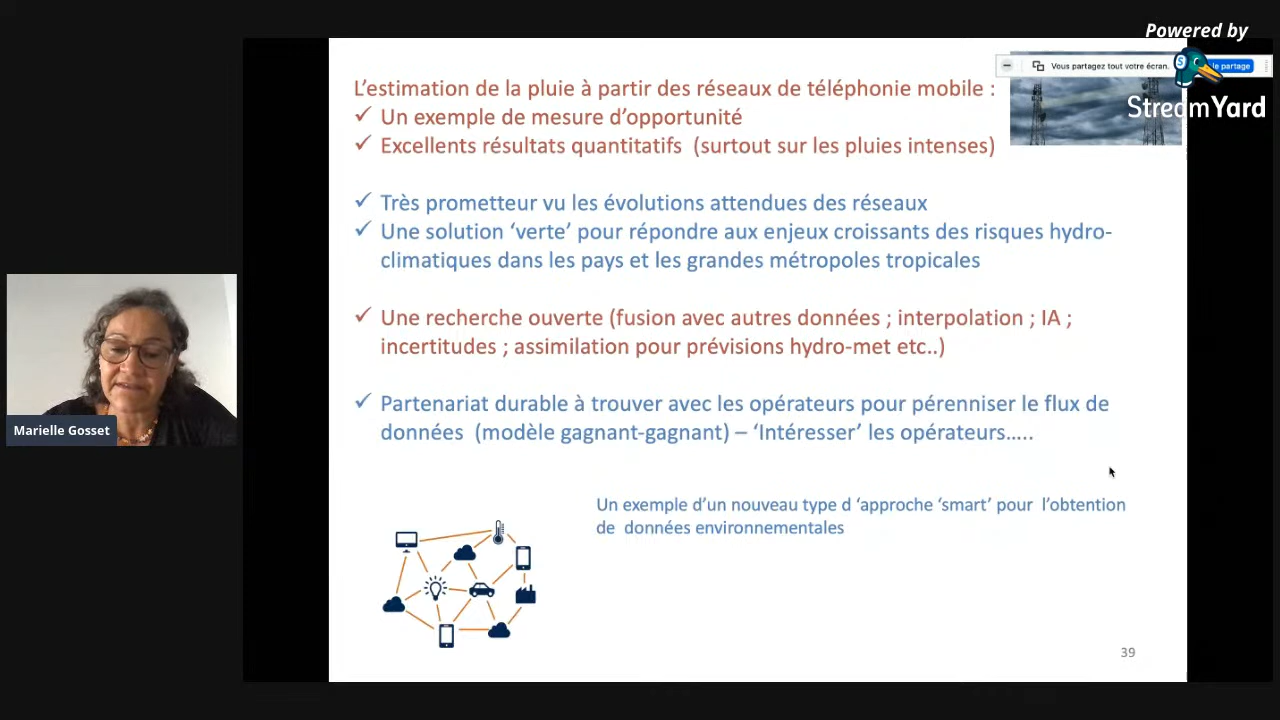 Powered by
StreamYard
Vous partagez tout votre écran.
le partage
L'estimation de la pluie à partir des réseaux de téléphonie mobile :
✓ Un exemple de mesure d'opportunité
✓ Excellents résultats quantitatifs (surtout sur les pluies intenses)
✓ Très prometteur vu les évolutions attendues des réseaux
✓ Une solution 'verte' pour répondre aux enjeux croissants des risques hydro-
climatiques dans les pays et les grandes métropoles tropicales
✓ Une recherche ouverte (fusion avec autres données ; interpolation ; IA ;
incertitudes ; assimilation pour prévisions hydro-met etc..)
✓ Partenariat durable à trouver avec les opérateurs pour pérenniser le flux de
données (modèle gagnant-gagnant) – 'Intéresser' les opérateurs…..
Marielle Gosset
Un exemple d'un nouveau type d 'approche 'smart' pour l'obtention
de données environnementales
39